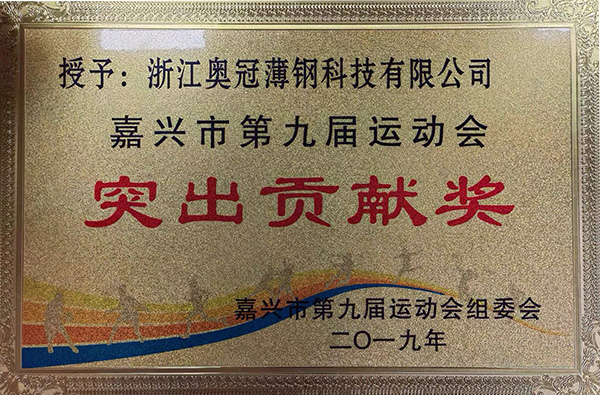 授予：浙江奥冠薄钢科技有限公司
嘉兴市第九届运动会
突出贡献奖
嘉兴市第九届运动会组委会
二〇一九年